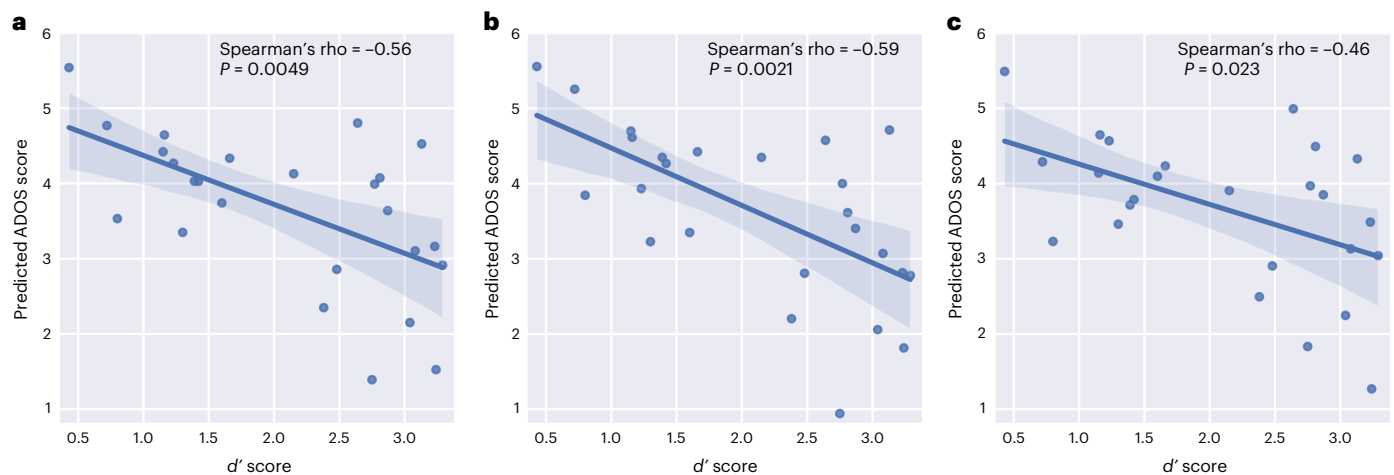 a
Spearman's rho = –0.56
P = 0.0049
Predicted ADOS score
6
5
4
3
2
1
0.5 1.0 1.5 2.0 2.5 3.0
d′ score
b
Spearman's rho = –0.59
P = 0.0021
Predicted ADOS score
6
5
4
3
2
1
0.5 1.0 1.5 2.0 2.5 3.0
d′ score
c
Spearman's rho = –0.46
P = 0.023
Predicted ADOS score
6
5
4
3
2
1
0.5 1.0 1.5 2.0 2.5 3.0
d′ score